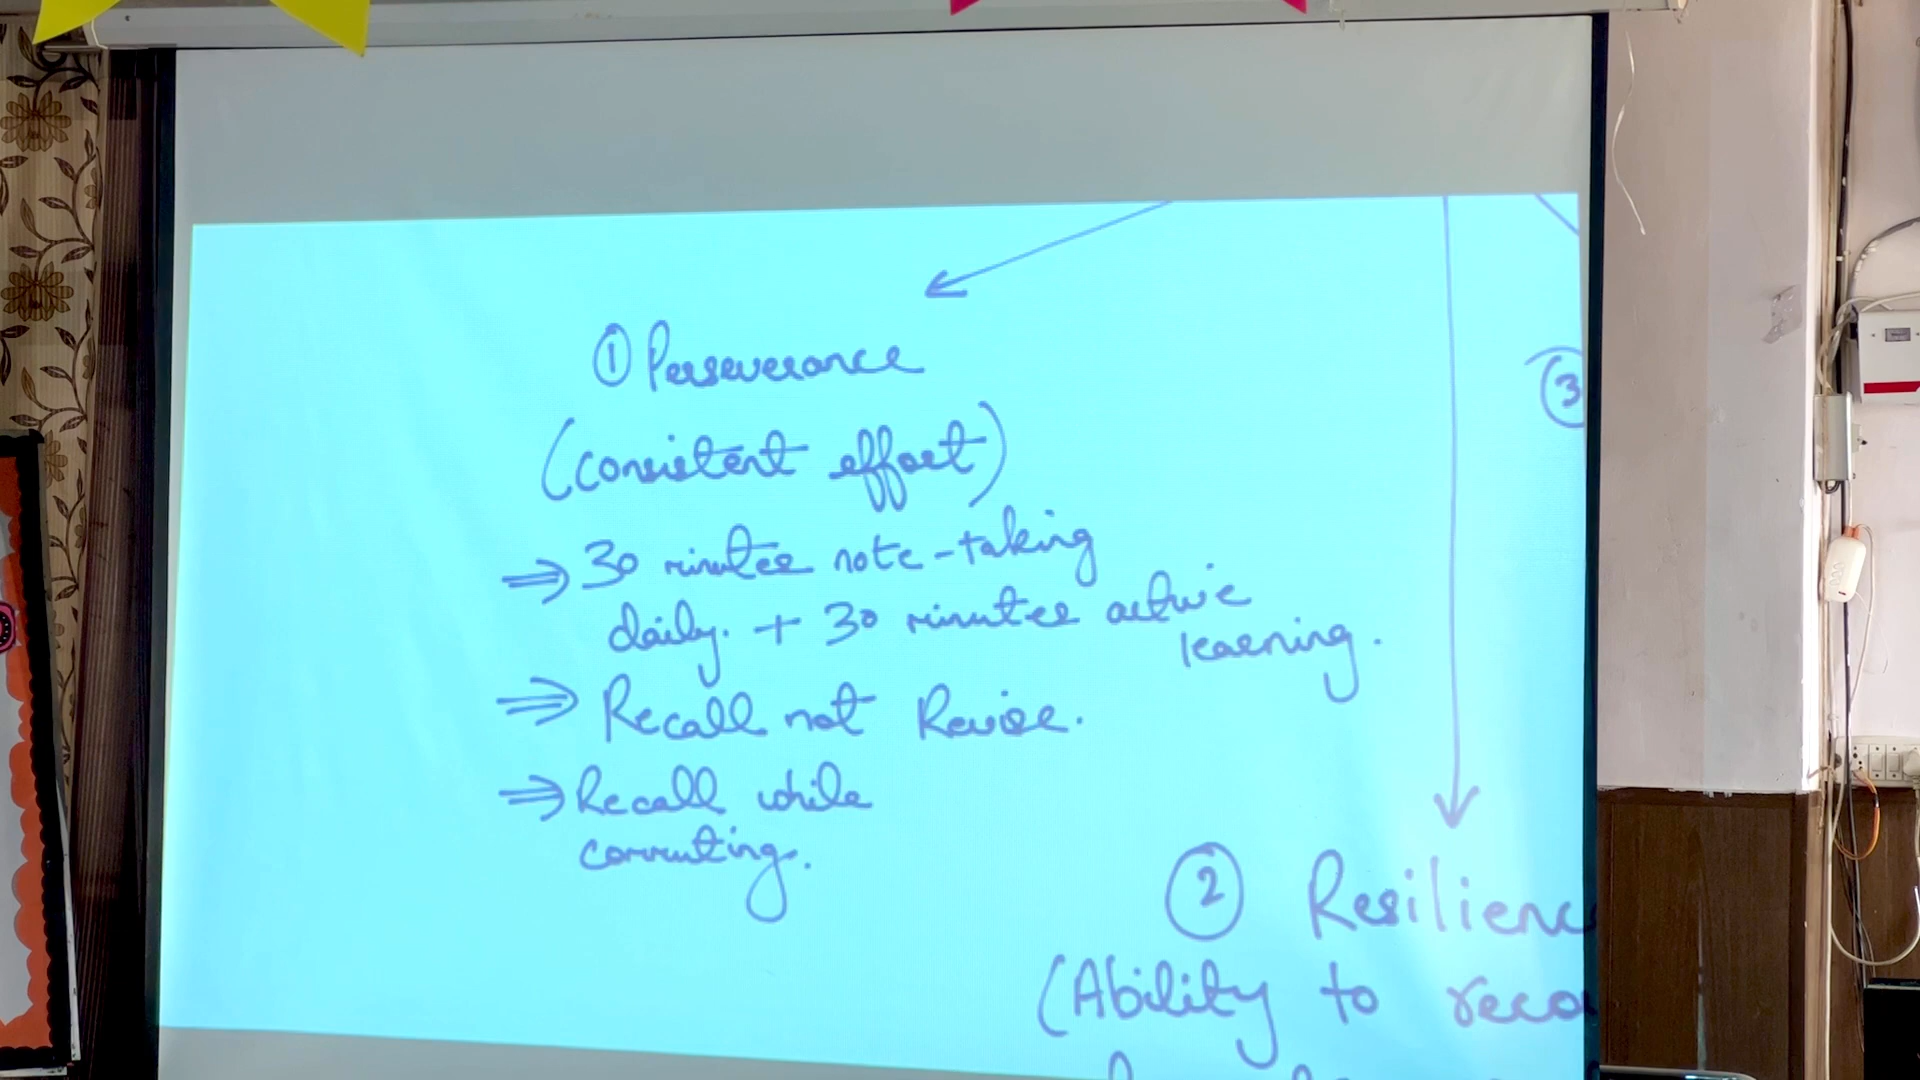 ① Perseverance
(consistent effort)
⇒ 30 minutes note-taking
daily. + 30 minutes active
learning.
⇒ Recall not Revise.
⇒ Recall while
commuting.
③
② Resilienc
(Ability to reco